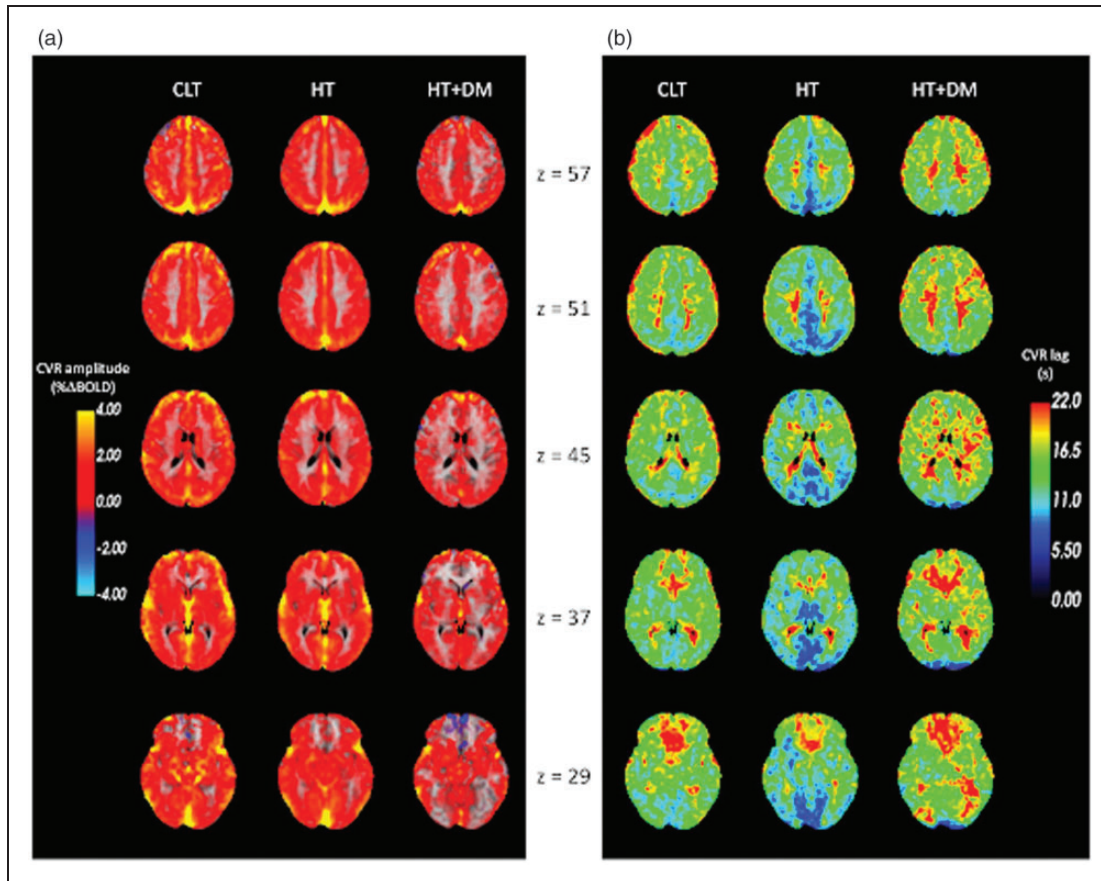 (a)
(b)
CLT HT HT+DM
CLT HT HT+DM
z = 57
z = 51
z = 45
z = 37
z = 29
CVR amplitude
(%ΔBOLD)
4.00
2.00
0.00
-2.00
-4.00
CVR lag
(s)
22.0
16.5
11.0
5.50
0.00